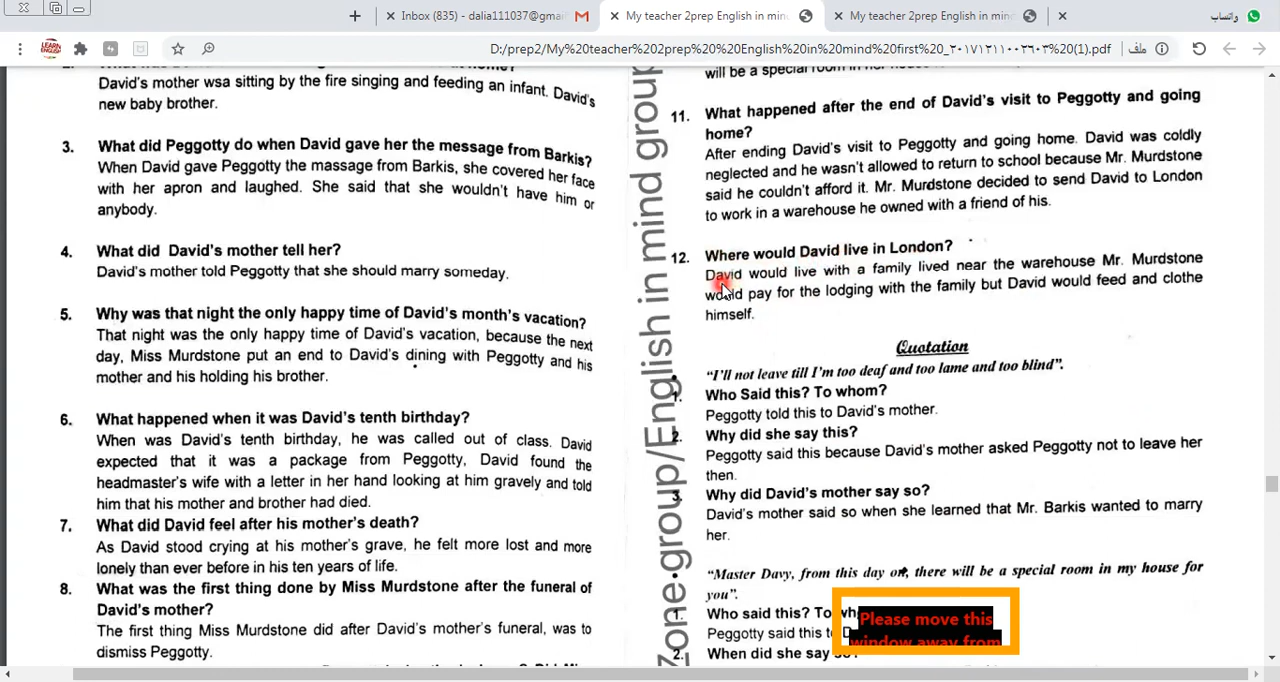 Inbox (835) - dalia111037@gmai
My teacher 2prep English in mind
My teacher 2prep English in mind
واتساب
D:/prep2/My%20teacher%202prep%20%20English%20in%20mind%20first%20_٢٠١٧١٢١١٠٠٢٦٠٣%20(1).pdf
ملف
David's mother wsa sitting by the fire singing and feeding an infant. David's
new baby brother.
3. What did Peggotty do when David gave her the message from Barkis?
When David gave Peggotty the massage from Barkis, she covered her face
with her apron and laughed. She said that she wouldn't have him or
anybody.
4. What did David's mother tell her?
David's mother told Peggotty that she should marry someday.
5. Why was that night the only happy time of David's month's vacation?
That night was the only happy time of David's vacation, because the next
day, Miss Murdstone put an end to David's dining with Peggotty and his
mother and his holding his brother.
6. What happened when it was David's tenth birthday?
When was David's tenth birthday, he was called out of class. David
expected that it was a package from Peggotty, David found the
headmaster's wife with a letter in her hand looking at him gravely and told
him that his mother and brother had died.
7. What did David feel after his mother's death?
As David stood crying at his mother's grave, he felt more lost and more
lonely than ever before in his ten years of life.
8. What was the first thing done by Miss Murdstone after the funeral of
David's mother?
The first thing Miss Murdstone did after David's mother's funeral, was to
dismiss Peggotty.
Zone.group/English in mind group
will be a special room in her
11. What happened after the end of David's visit to Peggotty and going
home?
After ending David's visit to Peggotty and going home. David was coldly
neglected and he wasn't allowed to return to school because Mr. Murdstone
said he couldn't afford it. Mr. Murdstone decided to send David to London
to work in a warehouse he owned with a friend of his.
12. Where would David live in London?
David would live with a family lived near the warehouse Mr. Murdstone
would pay for the lodging with the family but David would feed and clothe
himself.
Quotation
"I'll not leave till I'm too deaf and too lame and too blind".
1. Who Said this? To whom?
Peggotty told this to David's mother.
2. Why did she say this?
Peggotty said this because David's mother asked Peggotty not to leave her
then.
3. Why did David's mother say so?
David's mother said so when she learned that Mr. Barkis wanted to marry
her.
"Master Davy, from this day on, there will be a special room in my house for
you".
1. Who said this? To wh
Peggotty said this t
2. When did she say so?
Please move this
window away from